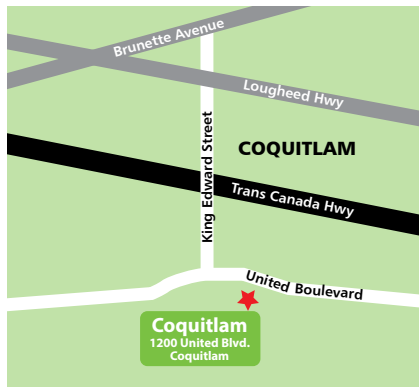 Brunette Avenue
Lougheed Hwy
COQUITLAM
King Edward Street
Trans Canada Hwy
United Boulevard
Coquitlam
1200 United Blvd.
Coquitlam